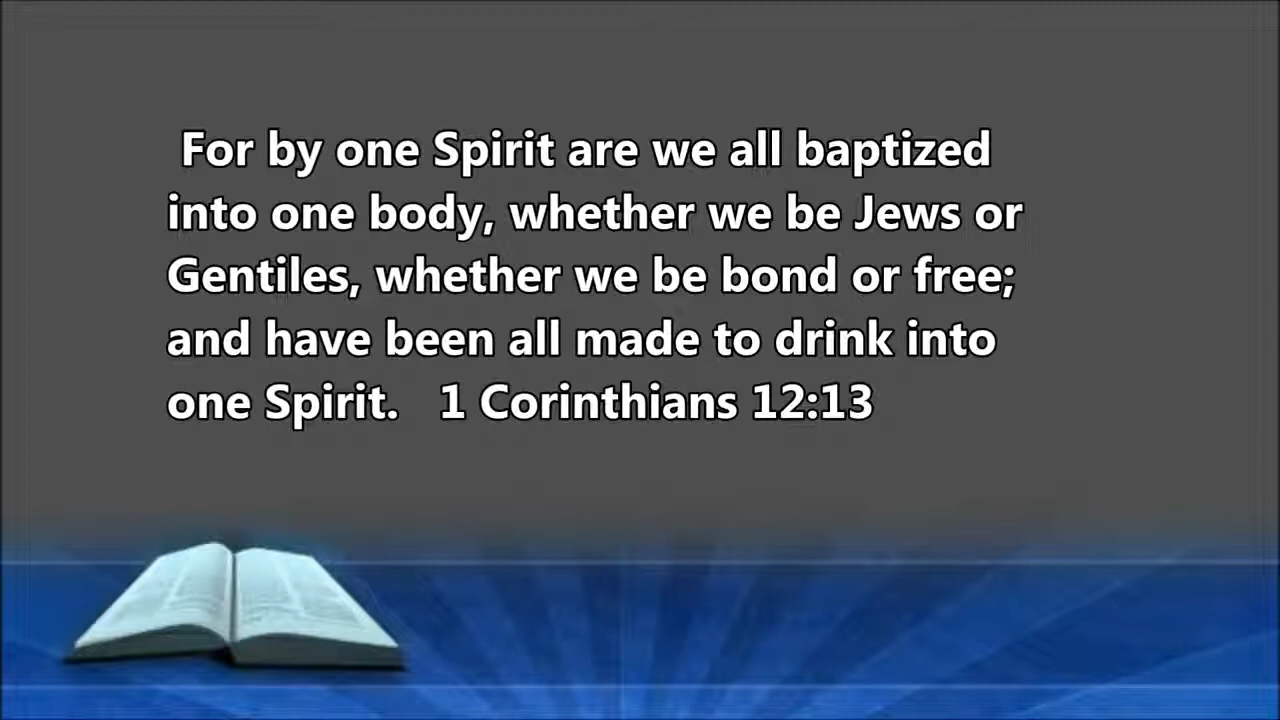 For by one Spirit are we all baptized
into one body, whether we be Jews or
Gentiles, whether we be bond or free;
and have been all made to drink into
one Spirit.   1 Corinthians 12:13